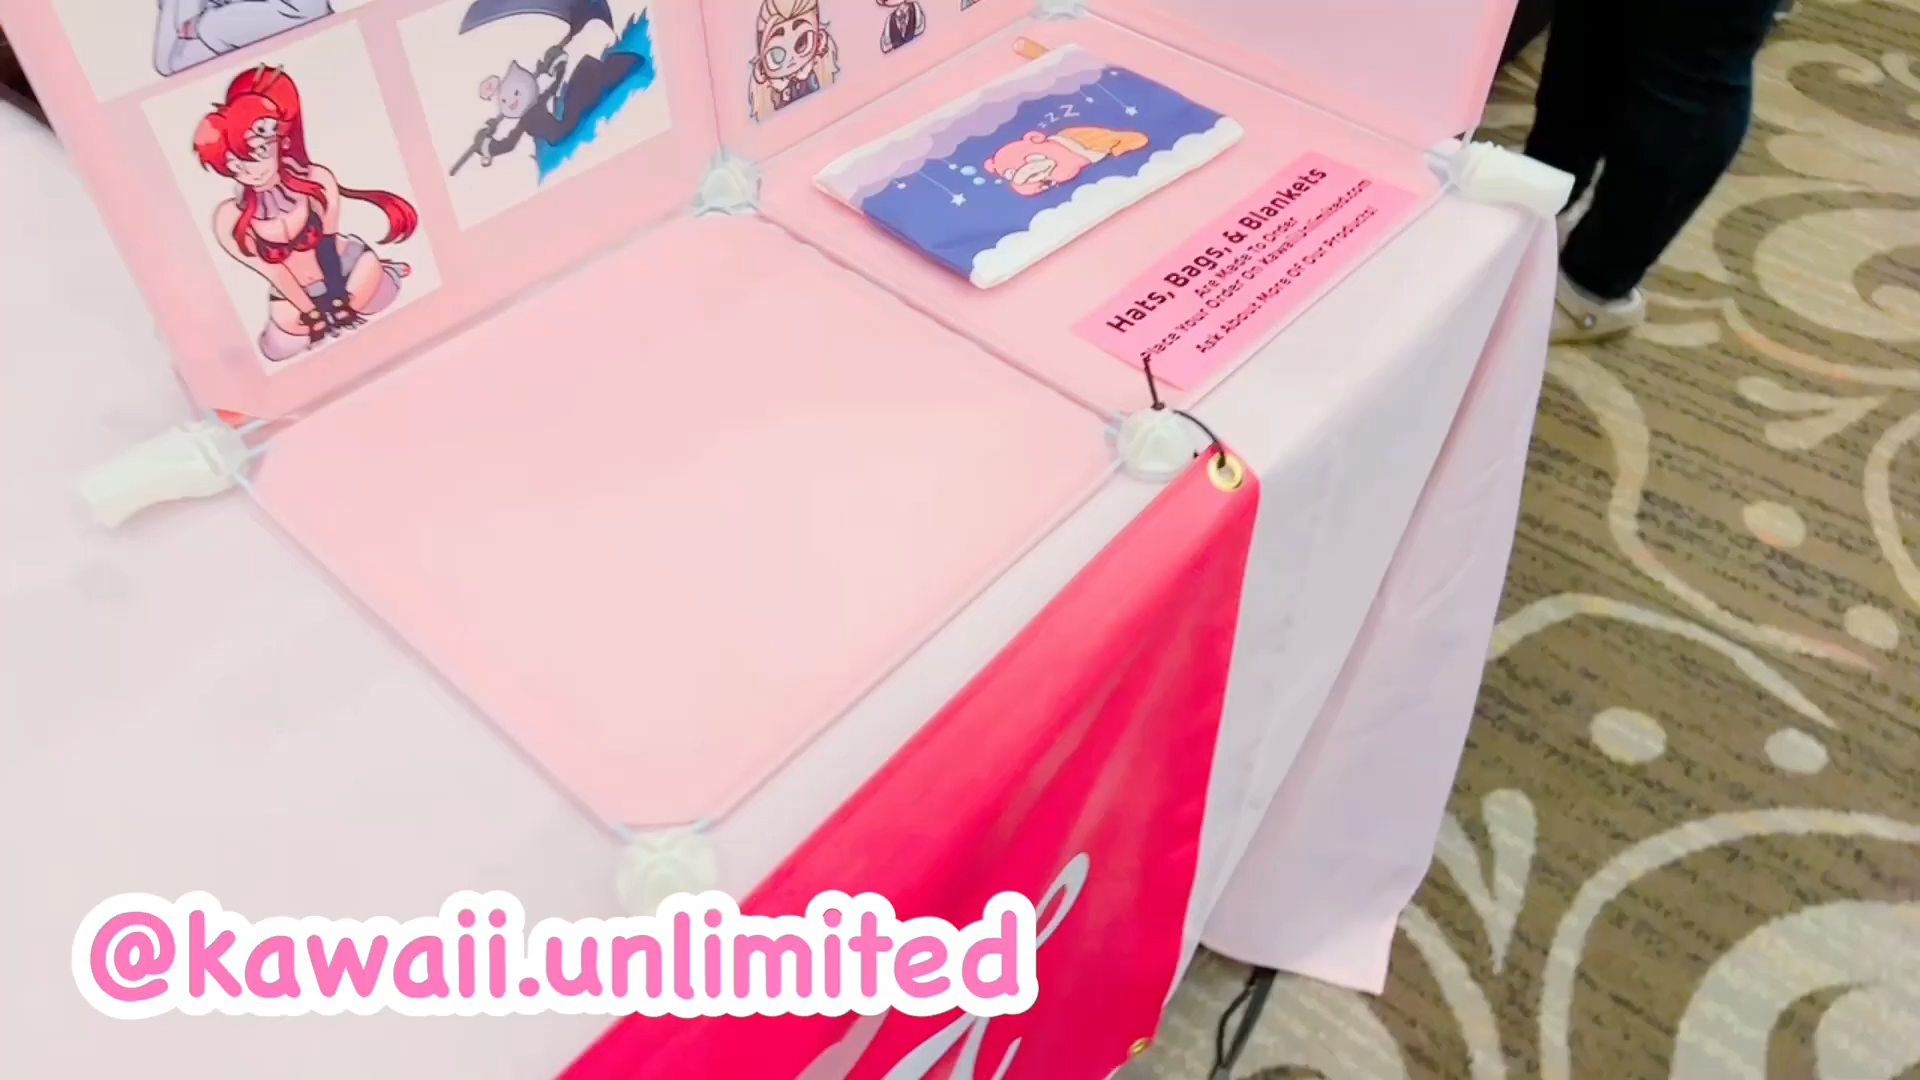 zzZ
Hats, Bags, & Blankets
Are Made To Order
Place Your Order On KawaiiUnlimited.com
Ask About More Of Our Products!
@kawaii.unlimited